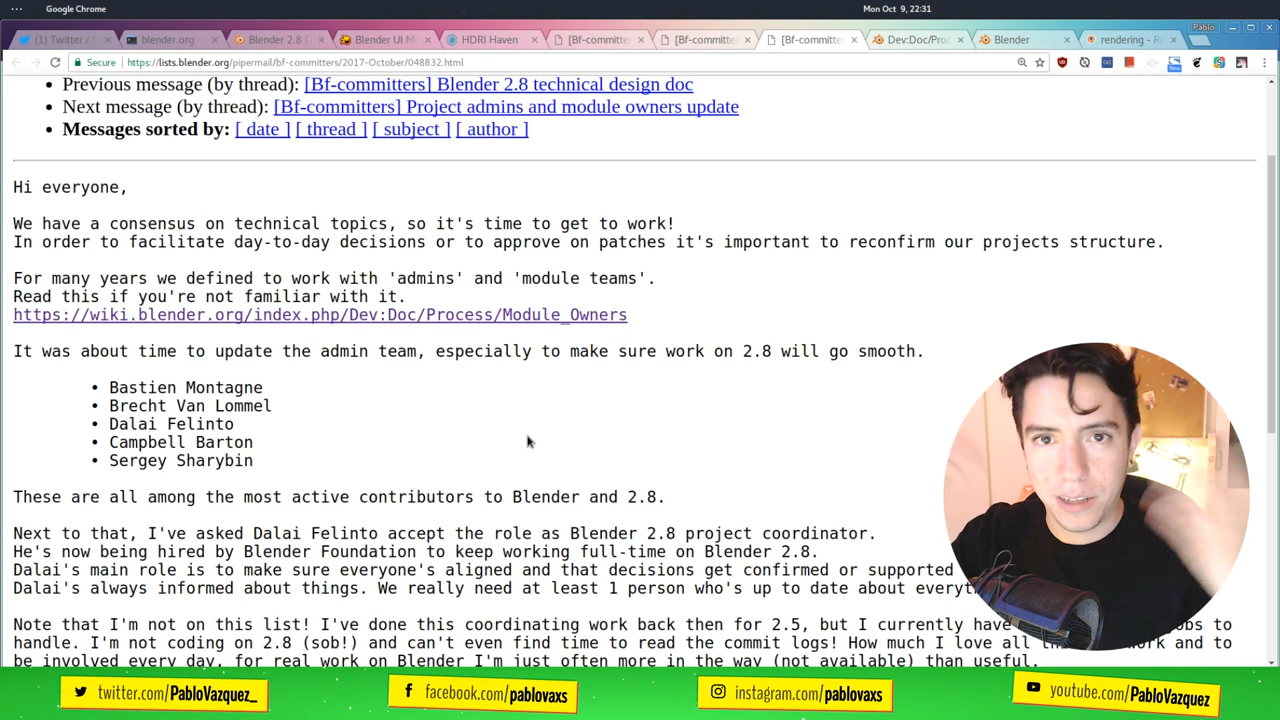 Google Chrome
Mon Oct 9, 22:31
(1) Twitter /
blender.org -
Blender 2.8 D
Blender UI M
HDRI Haven
[Bf-committe
[Bf-committe
[Bf-committe
Dev:Doc/Proc
Blender
rendering - R
Pablo
Secure
https://lists.blender.org/pipermail/bf-committers/2017-October/048832.html
• Previous message (by thread): [Bf-committers] Blender 2.8 technical design doc
• Next message (by thread): [Bf-committers] Project admins and module owners update
• Messages sorted by: [ date ] [ thread ] [ subject ] [ author ]
Hi everyone,
We have a consensus on technical topics, so it's time to get to work!
In order to facilitate day-to-day decisions or to approve on patches it's important to reconfirm our projects structure.
For many years we defined to work with 'admins' and 'module teams'.
Read this if you're not familiar with it.
https://wiki.blender.org/index.php/Dev:Doc/Process/Module_Owners
It was about time to update the admin team, especially to make sure work on 2.8 will go smooth.
• Bastien Montagne
• Brecht Van Lommel
• Dalai Felinto
• Campbell Barton
• Sergey Sharybin
These are all among the most active contributors to Blender and 2.8.
Next to that, I've asked Dalai Felinto accept the role as Blender 2.8 project coordinator.
He's now being hired by Blender Foundation to keep working full-time on Blender 2.8.
Dalai's main role is to make sure everyone's aligned and that decisions get confirmed or supported
Dalai's always informed about things. We really need at least 1 person who's up to date about
Note that I'm not on this list! I've done this coordinating work back then for 2.5, but I currently have to
handle. I'm not coding on 2.8 (sob!) and can't even find time to read the commit logs! How much I love all and to
be involved every day, for real work on Blender I'm just often more in the way (not available) than useful.
twitter.com/PabloVazquez_
facebook.com/pablovaxs
instagram.com/pablovaxs
youtube.com/PabloVazquez